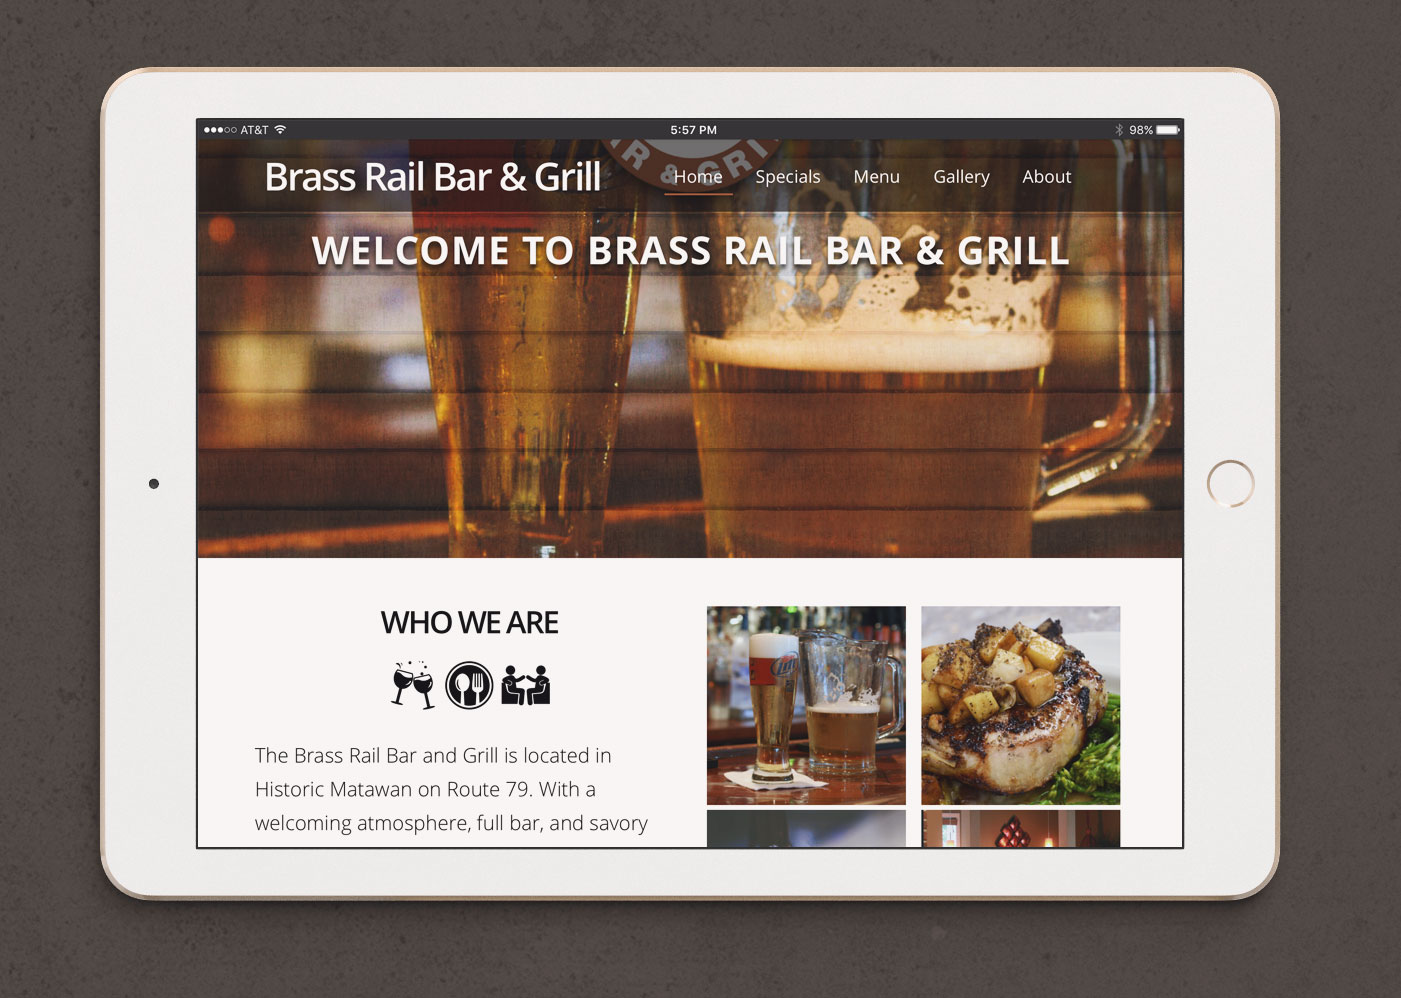 AT&T
5:57 PM
98%
R & GRI
Brass Rail Bar & Grill
Home
Specials
Menu
Gallery
About
WELCOME TO BRASS RAIL BAR & GRILL
WHO WE ARE
The Brass Rail Bar and Grill is located in
Historic Matawan on Route 79. With a
welcoming atmosphere, full bar, and savory